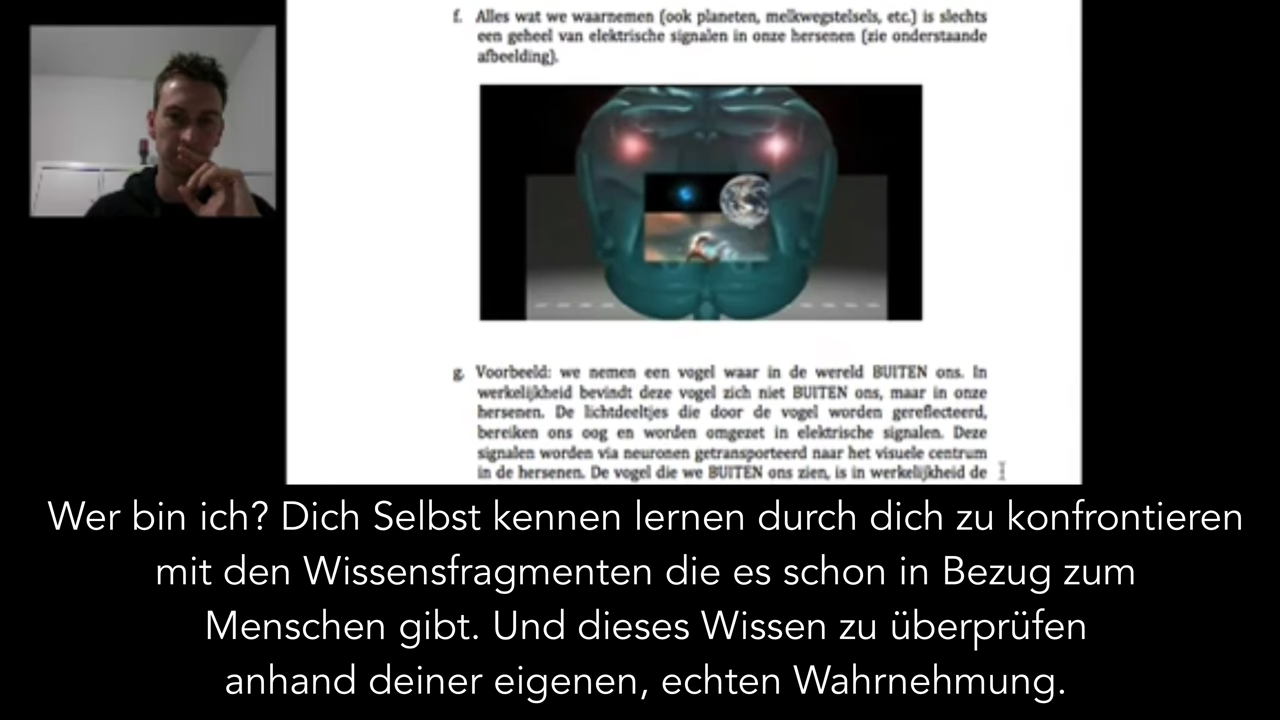 f. Alles wat we waarnemen (ook planeten, melkwegstelsels, etc.) is slechts
een geheel van elektrische signalen in onze hersenen (zie onderstaande
afbeelding).
g. Voorbeeld: we nemen een vogel waar in de wereld BUITEN ons. In
werkelijkheid bevindt deze vogel zich niet BUITEN ons, maar in onze
hersenen. De lichtdeeltjes die door de vogel worden gereflecteerd,
bereiken ons oog en worden omgezet in elektrische signalen. Deze
signalen worden via neuronen getransporteerd naar het visuele centrum
in de hersenen. De vogel die we BUITEN ons zien, is in werkelijkheid de
Wer bin ich? Dich Selbst kennen lernen durch dich zu konfrontieren
mit den Wissensfragmenten die es schon in Bezug zum
Menschen gibt. Und dieses Wissen zu überprüfen
anhand deiner eigenen, echten Wahrnehmung.